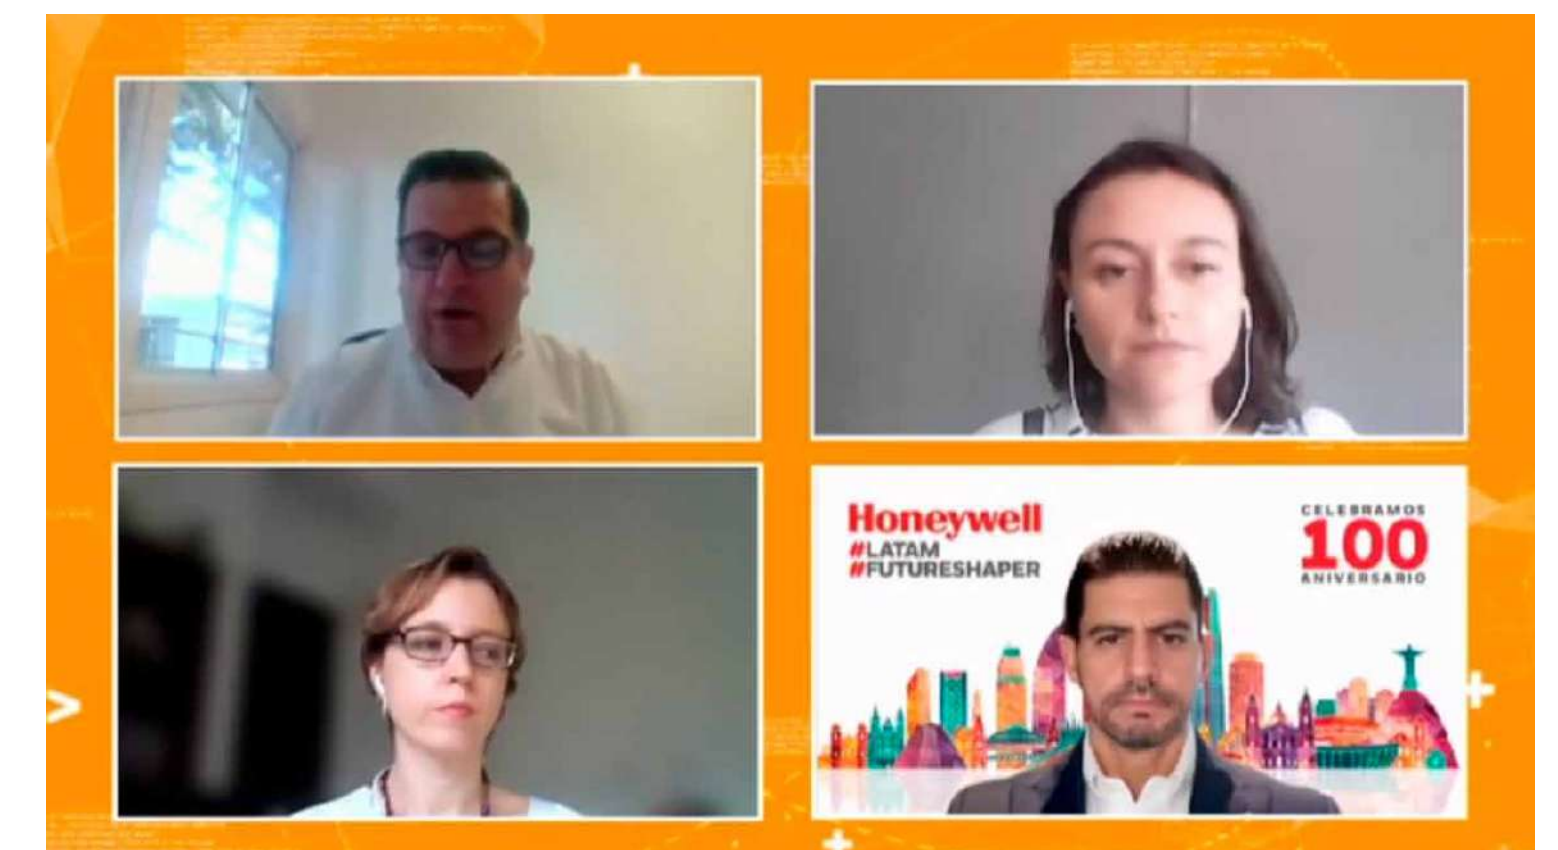 Honeywell
#LATAM
#FUTURESHAPER
CELEBRAMOS
100
ANIVERSARIO